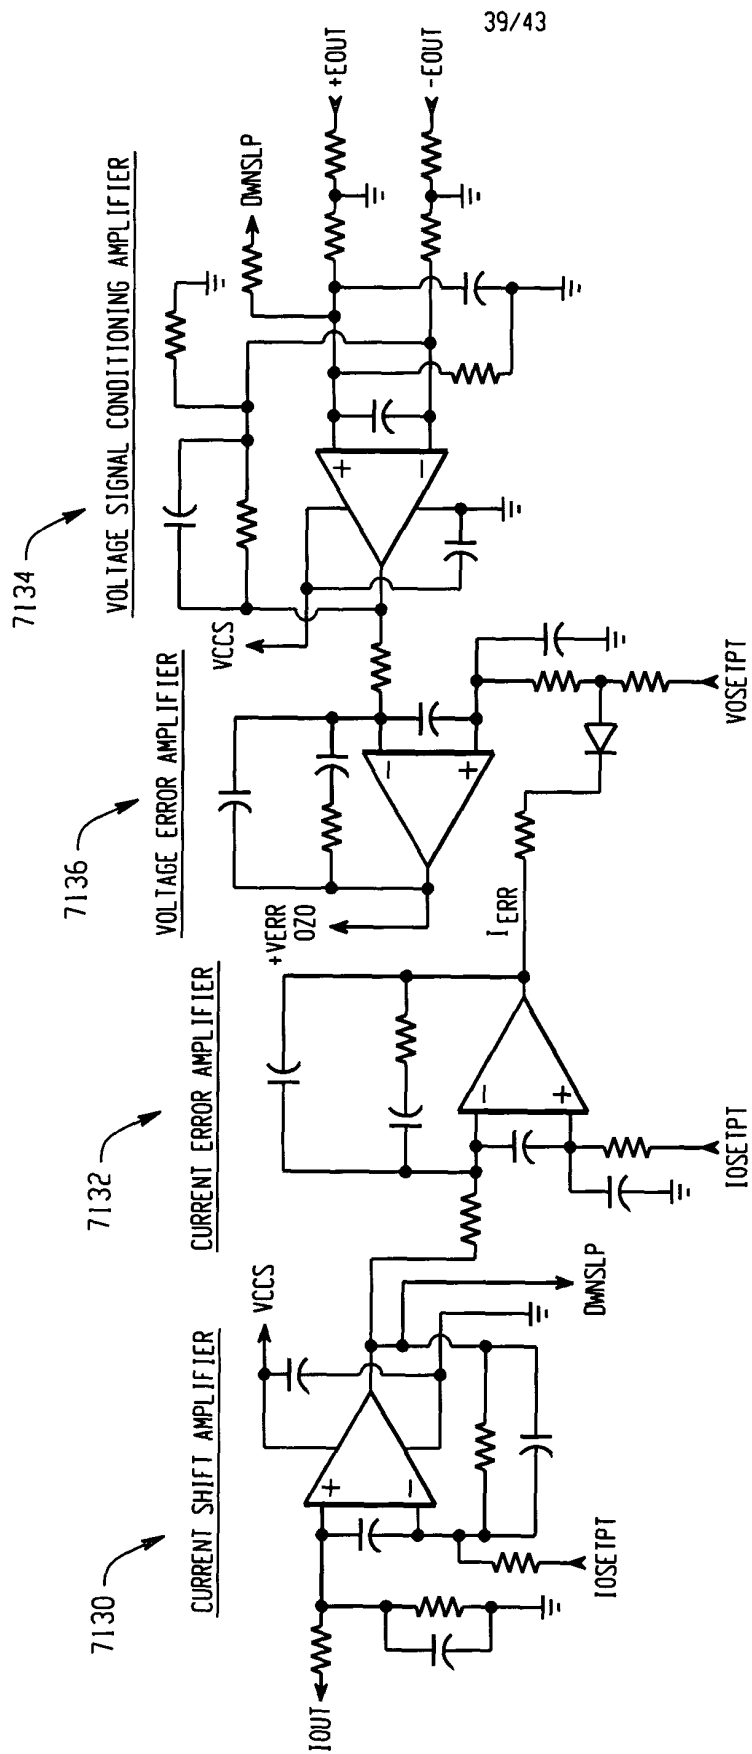 39/43
7130
CURRENT SHIFT AMPLIFIER
IOUT
+
-
VCCS
IOSETPT
DWNSLP
7132
CURRENT ERROR AMPLIFIER
-
+
IOSETPT
IERR
7136
VOLTAGE ERROR AMPLIFIER
+VERR
OZO
-
+
VOSETPT
7134
VOLTAGE SIGNAL CONDITIONING AMPLIFIER
VCCS
+
-
DWNSLP
+EOUT
-EOUT